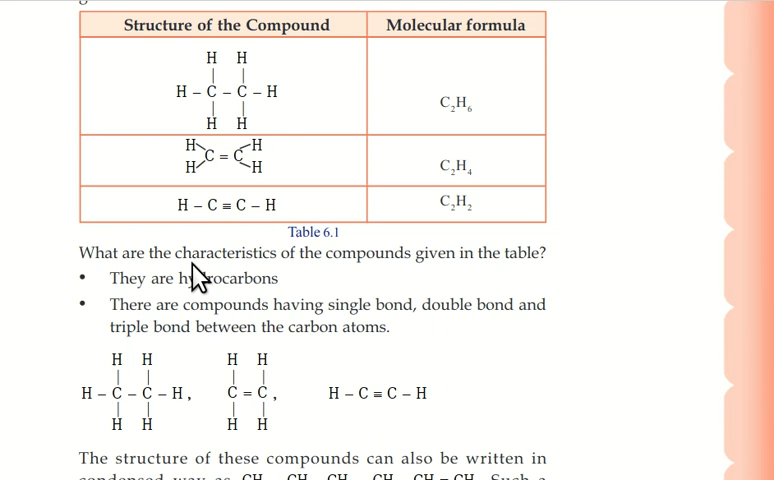 Structure of the Compound Molecular formula
H H
| |
H – C – C – H
| |
H H
C₂H₆
H H
C = C
H H
C₂H₄
H – C ≡ C – H
C₂H₂
Table 6.1
What are the characteristics of the compounds given in the table?
• They are hydrocarbons
• There are compounds having single bond, double bond and
triple bond between the carbon atoms.
H H H H
| | | |
H – C – C – H, C = C, H – C ≡ C – H
| | | |
H H H H
The structure of these compounds can also be written in